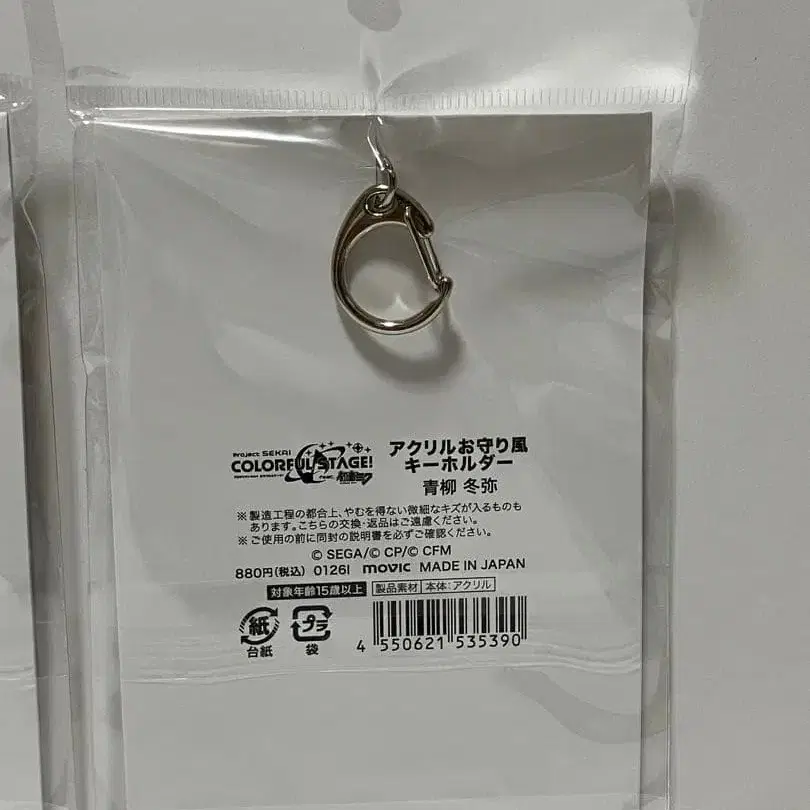 Project SEKAI
COLORFUL STAGE!
feat. 初音ミク
アクリルお守り風
キーホルダー
青柳 冬弥
※製造工程の都合上、やむを得ない微細なキズが入るものも
あります。こちらの交換・返品はご遠慮ください。
※ご使用の前に同封の説明書を必ずご確認ください。
© SEGA/© CP/© CFM
880円(税込) 0126I movic MADE IN JAPAN
対象年齢15歳以上 製品素材 本体:アクリル
紙 プラ
台紙 袋
4 550621 535390